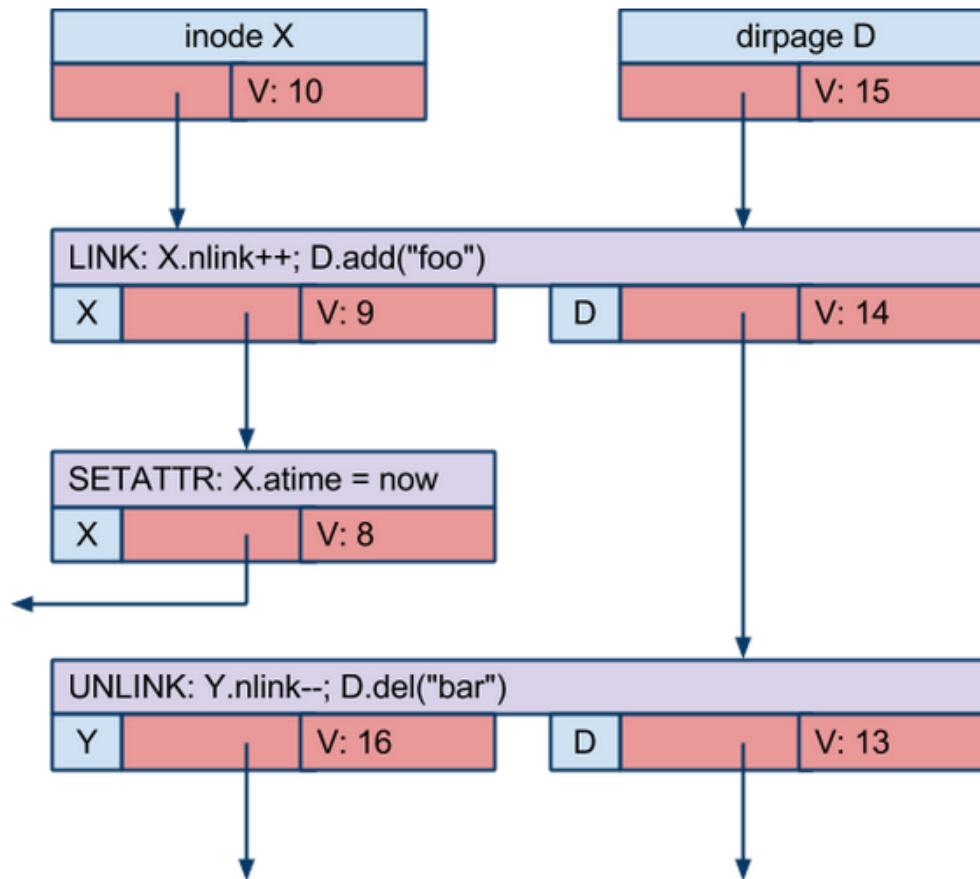 inode X
dirpage D
V: 10
V: 15
LINK: X.nlink++; D.add("foo")
X
V: 9
D
V: 14
SETATTR: X.atime = now
X
V: 8
UNLINK: Y.nlink--; D.del("bar")
Y
V: 16
D
V: 13